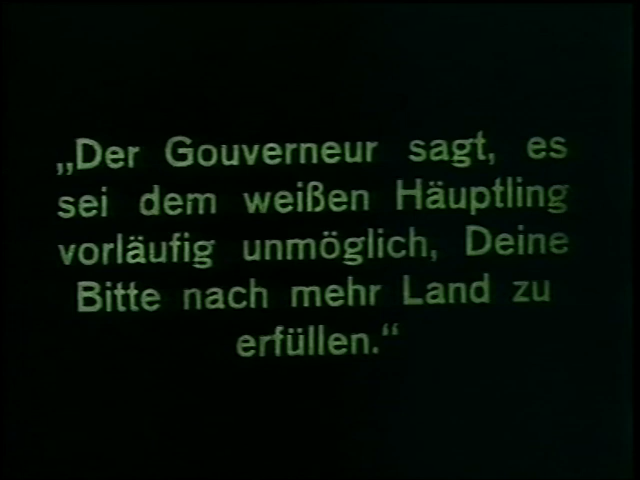 „Der Gouverneur sagt, es
sei dem weißen Häuptling
vorläufig unmöglich, Deine
Bitte nach mehr Land zu
erfüllen.“